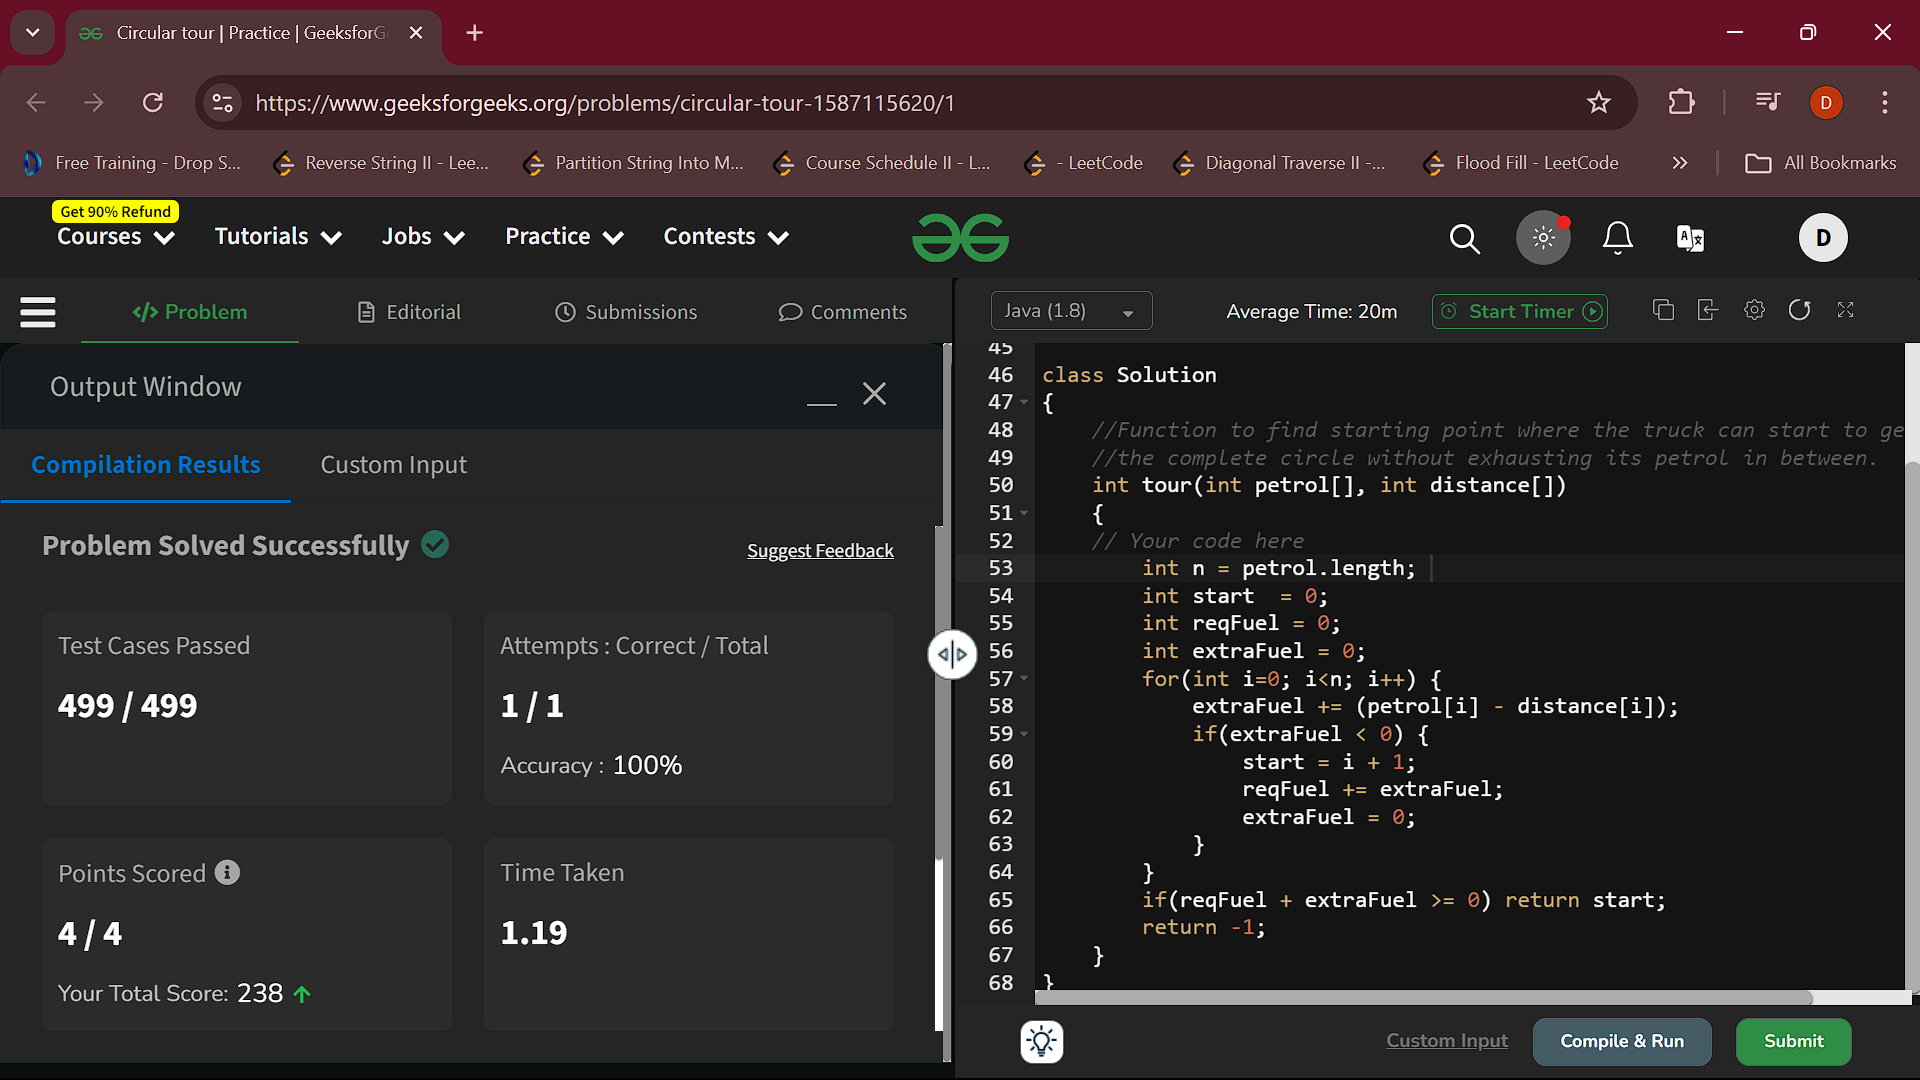 Circular tour | Practice | GeeksforG
https://www.geeksforgeeks.org/problems/circular-tour-1587115620/1
D
Free Training - Drop S...
Reverse String II - Lee...
Partition String Into M...
Course Schedule II - L...
- LeetCode
Diagonal Traverse II -...
Flood Fill - LeetCode
All Bookmarks
Get 90% Refund
Courses
Tutorials
Jobs
Practice
Contests
D
Problem
Editorial
Submissions
Comments
Java (1.8)
Average Time: 20m
Start Timer
Output Window
Compilation Results
Custom Input
Problem Solved Successfully
Suggest Feedback
Test Cases Passed
499 / 499
Attempts : Correct / Total
1 / 1
Accuracy : 100%
Points Scored
4 / 4
Your Total Score: 238
Time Taken
1.19
45
46 class Solution
47 {
48 //Function to find starting point where the truck can start to ge
49 //the complete circle without exhausting its petrol in between.
50 int tour(int petrol[], int distance[])
51 {
52 // Your code here
53 int n = petrol.length;
54 int start  = 0;
55 int reqFuel = 0;
56 int extraFuel = 0;
57 for(int i=0; i<n; i++) {
58 extraFuel += (petrol[i] - distance[i]);
59 if(extraFuel < 0) {
60 start = i + 1;
61 reqFuel += extraFuel;
62 extraFuel = 0;
63 }
64 }
65 if(reqFuel + extraFuel >= 0) return start;
66 return -1;
67 }
68 }
Custom Input
Compile & Run
Submit